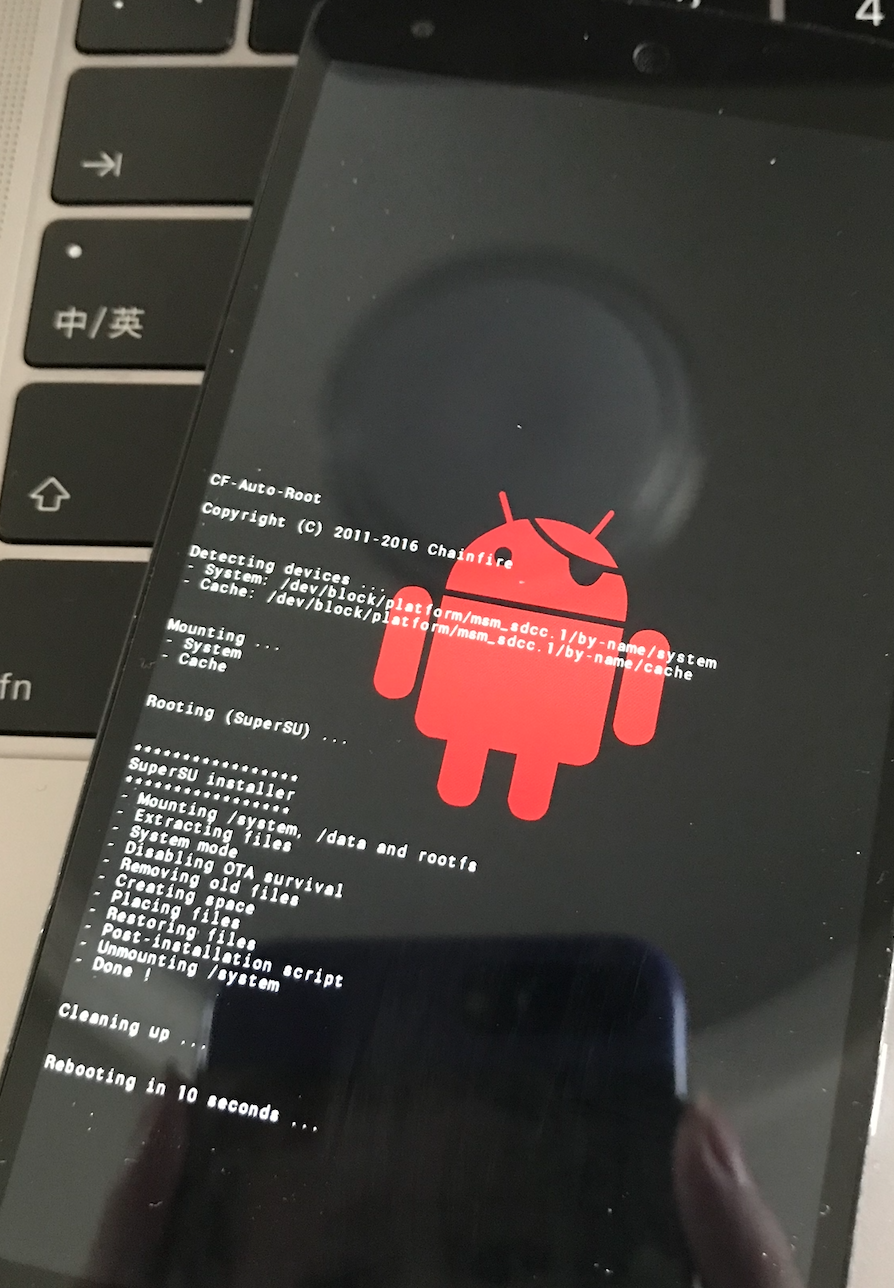 4
中/英
fn
CF-Auto-Root
Copyright (C) 2011-2016 Chainfire
Detecting devices ...
- System: /dev/block/platform/msm_sdcc.1/by-name/system
- Cache: /dev/block/platform/msm_sdcc.1/by-name/cache
Mounting ...
- System
- Cache
Rooting (SuperSU) ...
*****************
SuperSU installer
*****************
- Mounting /system, /data and rootfs
- Extracting files
- System mode
- Disabling OTA survival
- Removing old files
- Creating space
- Placing files
- Restoring files
- Post-installation script
- Unmounting /system
- Done !
Cleaning up ...
Rebooting in 10 seconds ...